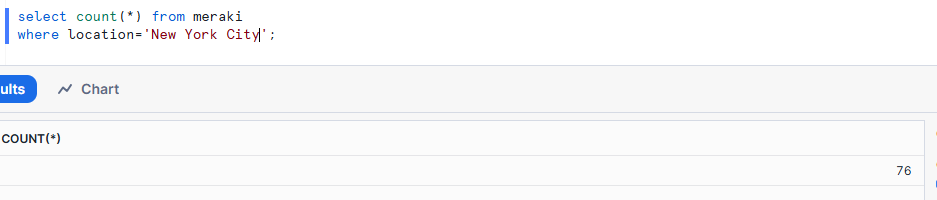 select count(*) from meraki
where location='New York City';
ults
Chart
COUNT(*)
76